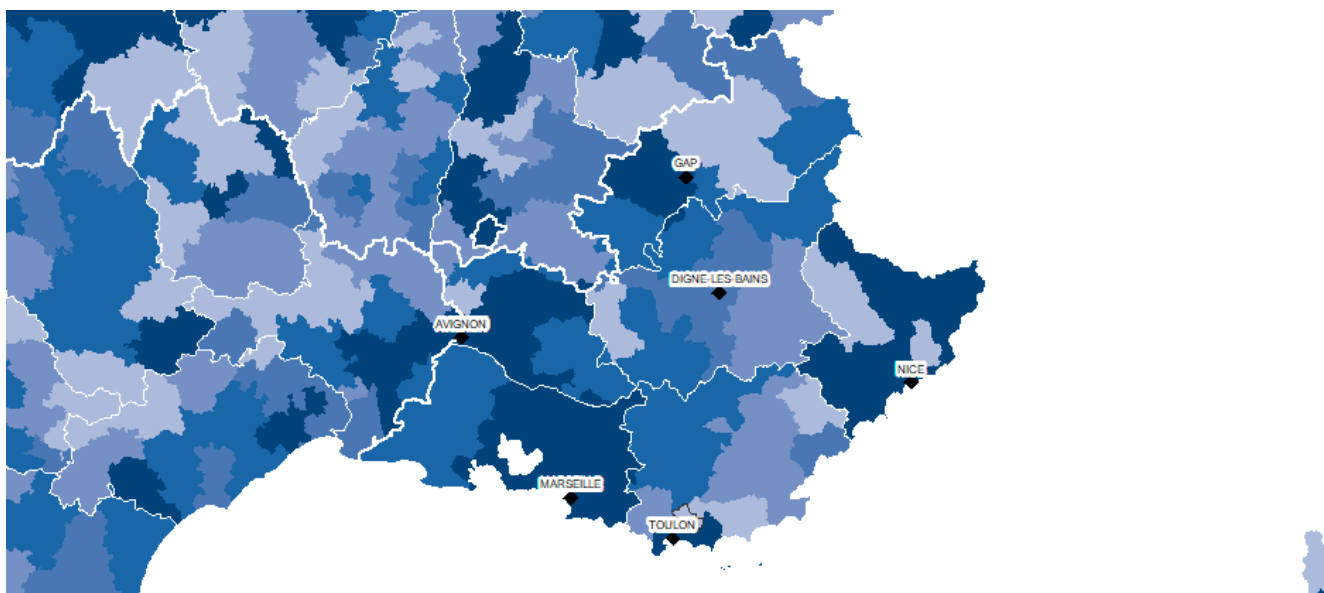 GAP
DIGNE-LES-BAINS
AVIGNON
NICE
MARSEILLE
TOULON